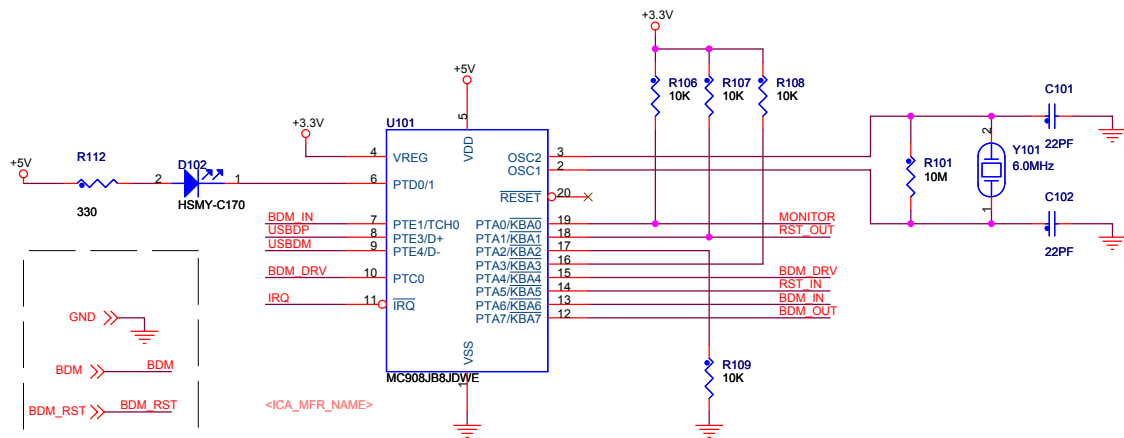 +3.3V
R106
10K
R107
10K
R108
10K
+5V
U101
5
VDD
+3.3V
4
VREG
OSC2
3
OSC1
2
C101
22PF
2
Y101
6.0MHz
1
R101
10M
C102
22PF
+5V
R112
330
2
D102
1
HSMY-C170
6
PTD0/1
RESET
20
BDM_IN
7
PTE1/TCH0
USBDP
8
PTE3/D+
USBDM
9
PTE4/D-
BDM_DRV
10
PTC0
IRQ
11
IRQ
PTA0/KBA0
19
MONITOR
PTA1/KBA1
18
RST_OUT
PTA2/KBA2
17
PTA3/KBA3
16
PTA4/KBA4
15
BDM_DRV
PTA5/KBA5
14
RST_IN
PTA6/KBA6
13
BDM_IN
PTA7/KBA7
12
BDM_OUT
VSS
1
MC908JB8JDWE
R109
10K
GND
BDM
BDM
BDM_RST
BDM_RST
<ICA_MFR_NAME>